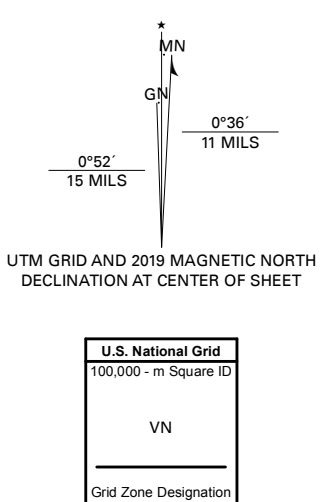 ★
MN
GN
0°36´
11 MILS
0°52´
15 MILS
UTM GRID AND 2019 MAGNETIC NORTH
DECLINATION AT CENTER OF SHEET
U.S. National Grid
100,000 - m Square ID
VN
Grid Zone Designation